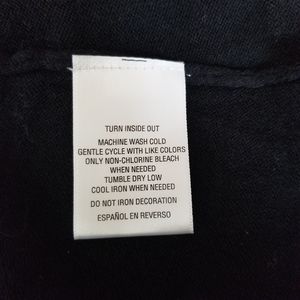 TURN INSIDE OUT
MACHINE WASH COLD
GENTLE CYCLE WITH LIKE COLORS
ONLY NON-CHLORINE BLEACH
WHEN NEEDED
TUMBLE DRY LOW
COOL IRON WHEN NEEDED
DO NOT IRON DECORATION
ESPAÑOL EN REVERSO